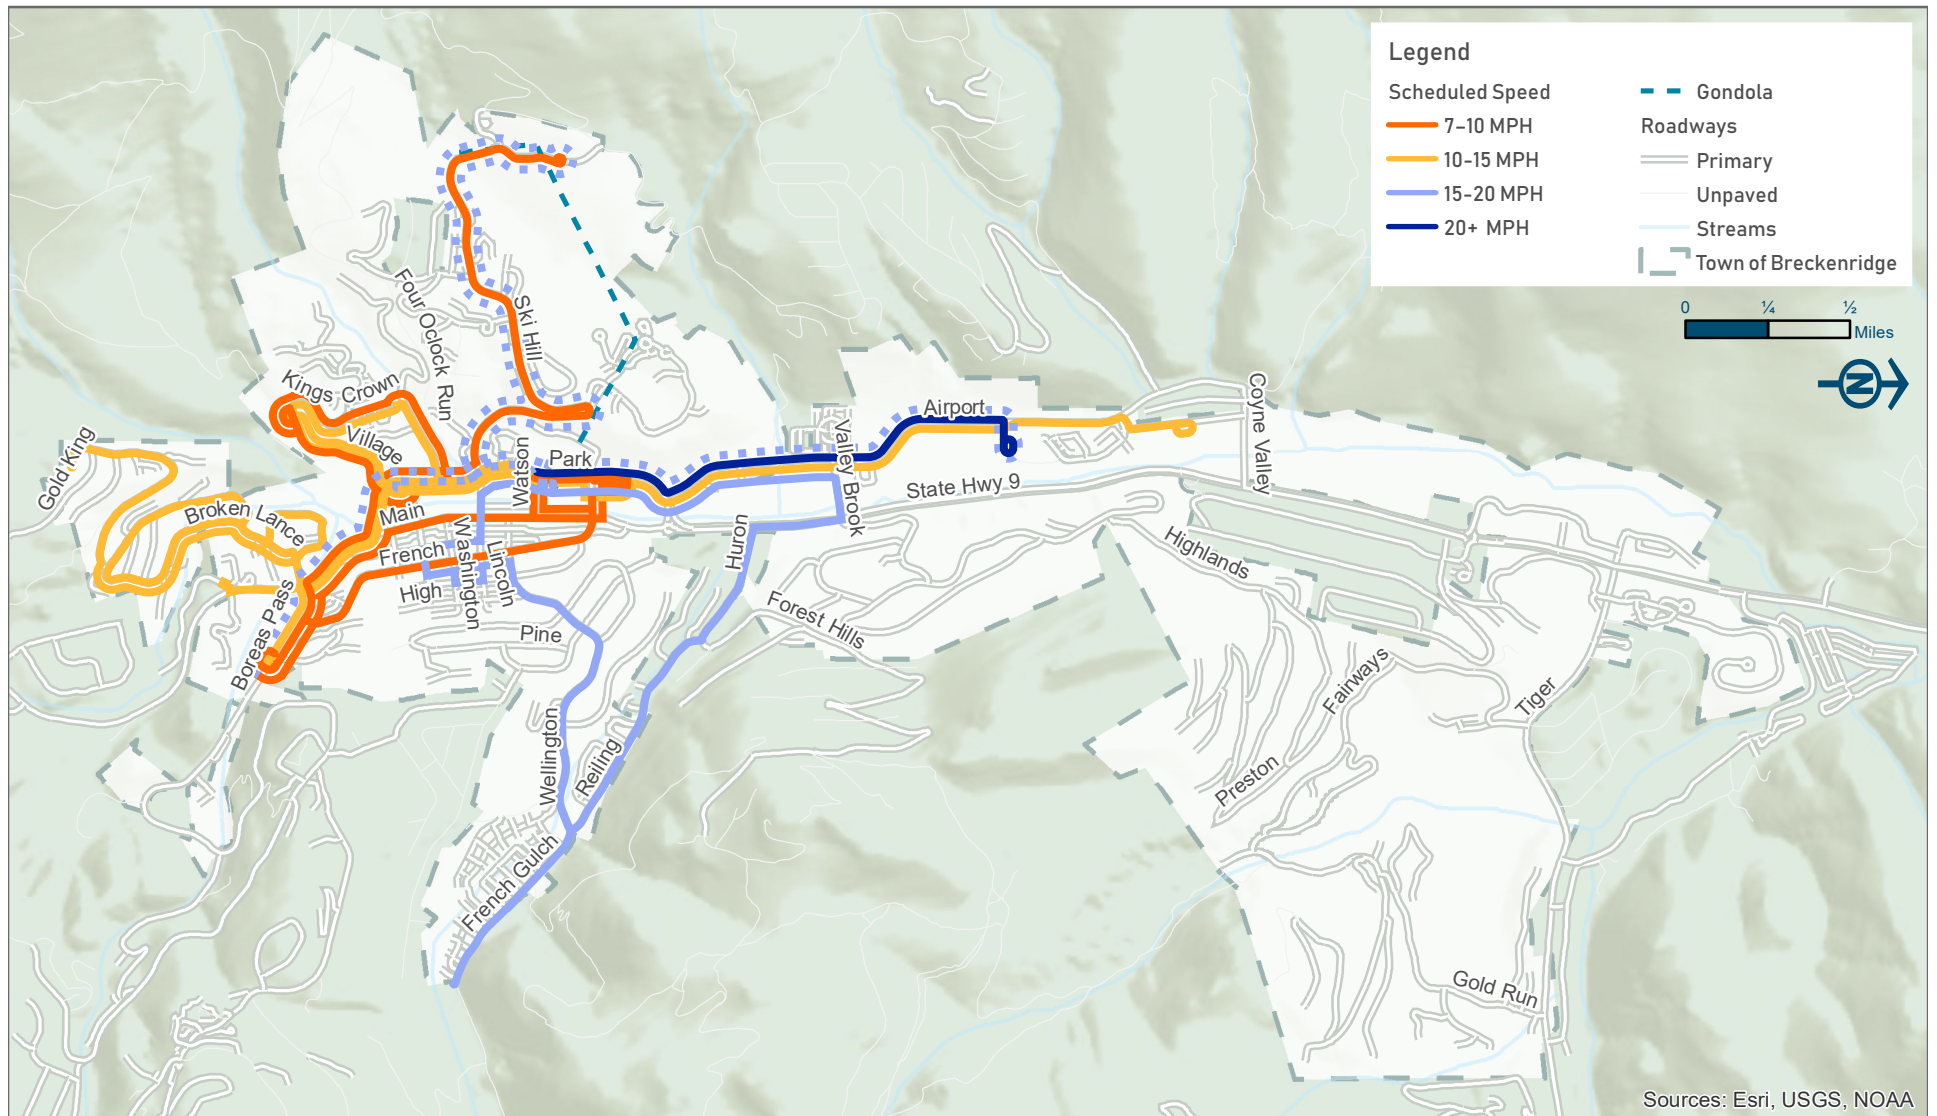 Legend
Scheduled Speed
7–10 MPH
10-15 MPH
15-20 MPH
20+ MPH
Gondola
Roadways
Primary
Unpaved
Streams
Town of Breckenridge
0 ¼ ½
Miles
N
Four Oclock Run
Ski Hill
Kings Crown
Village
Gold King
Broken Lance
Main
French
High
Washington
Lincoln
Watson
Park
Pine
Boreas Pass
Wellington
Reiling
French Gulch
Huron
Forest Hills
Valley Brook
Airport
State Hwy 9
Coyne Valley
Highlands
Fairways
Preston
Tiger
Gold Run
Sources: Esri, USGS, NOAA